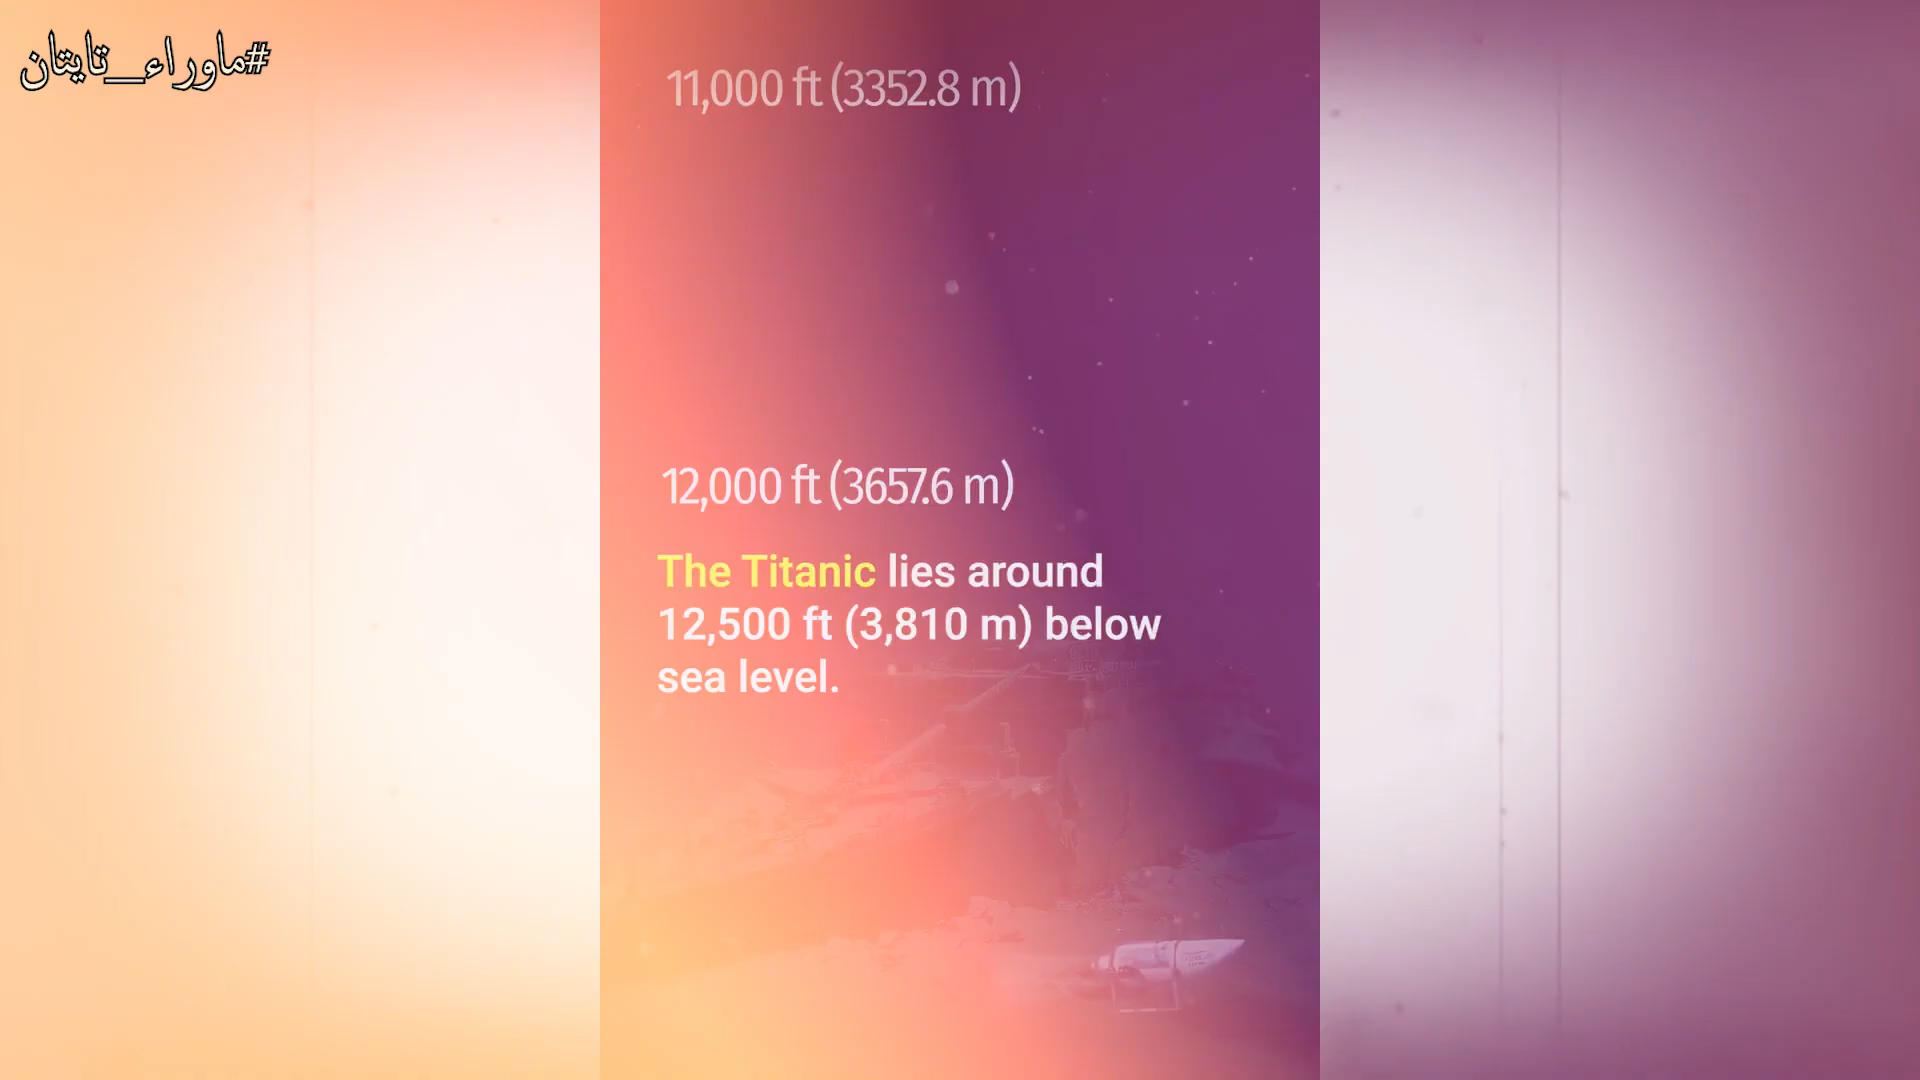 #ماوراء_تايتان
11,000 ft (3352.8 m)
12,000 ft (3657.6 m)
The Titanic lies around
12,500 ft (3,810 m) below
sea level.